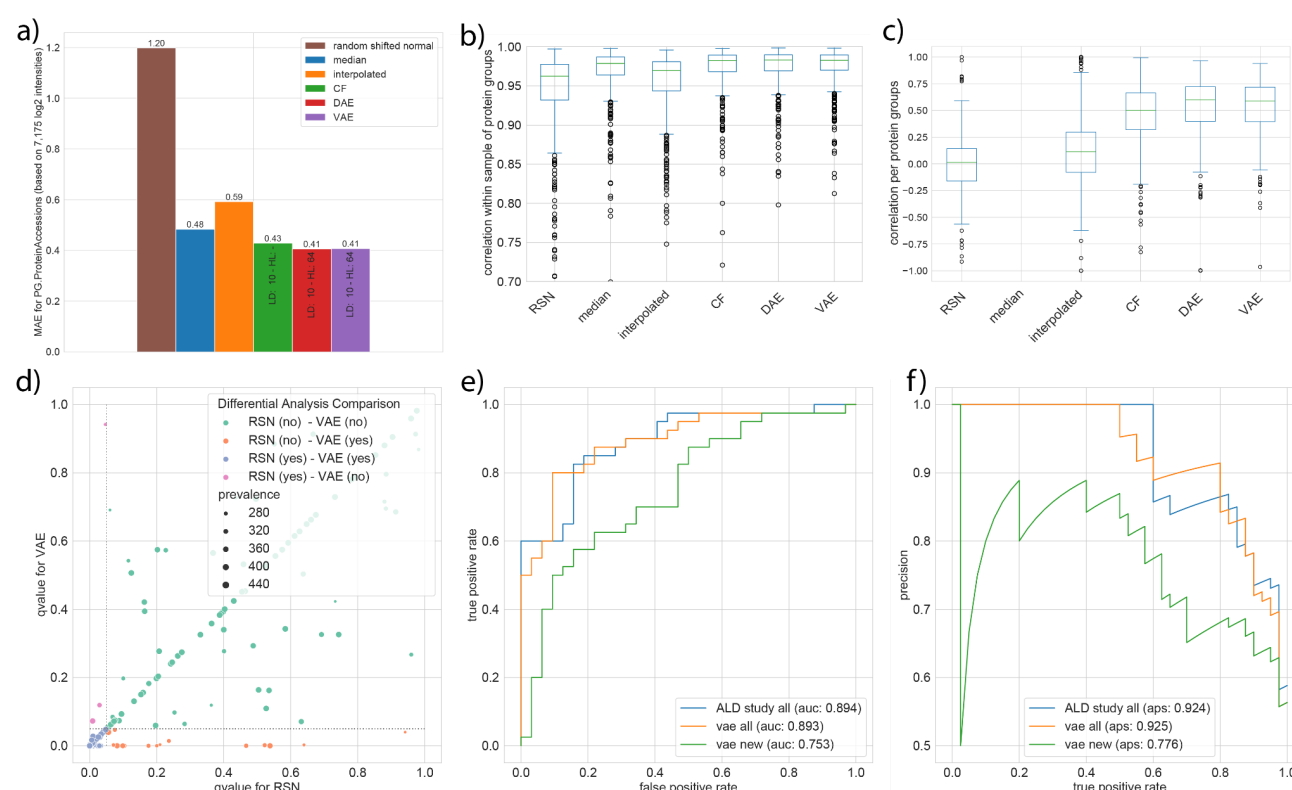 a)
MAE for PG.ProteinAccessions (based on 7,175 log2 intensities)
1.2
1.0
0.8
0.6
0.4
0.2
0.0
1.20
0.48
0.59
0.43
0.41
0.41
LD: 10 - HL: -
LD: 10 - HL: 64
LD: 10 - HL: 64
random shifted normal
median
interpolated
CF
DAE
VAE
b)
correlation within sample of protein groups
1.00
0.95
0.90
0.85
0.80
0.75
0.70
RSN
median
interpolated
CF
DAE
VAE
c)
correlation per protein groups
1.00
0.75
0.50
0.25
0.00
−0.25
−0.50
−0.75
−1.00
RSN
median
interpolated
CF
DAE
VAE
d)
qvalue for VAE
1.0
0.8
0.6
0.4
0.2
0.0
Differential Analysis Comparison
RSN (no) - VAE (no)
RSN (no) - VAE (yes)
RSN (yes) - VAE (yes)
RSN (yes) - VAE (no)
prevalence
280
320
360
400
440
0.0 0.2 0.4 0.6 0.8 1.0
qvalue for RSN
e)
true positive rate
1.0
0.8
0.6
0.4
0.2
0.0
ALD study all (auc: 0.894)
vae all (auc: 0.893)
vae new (auc: 0.753)
0.0 0.2 0.4 0.6 0.8 1.0
false positive rate
f)
precision
1.0
0.9
0.8
0.7
0.6
0.5
ALD study all (aps: 0.924)
vae all (aps: 0.925)
vae new (aps: 0.776)
0.0 0.2 0.4 0.6 0.8 1.0
true positive rate